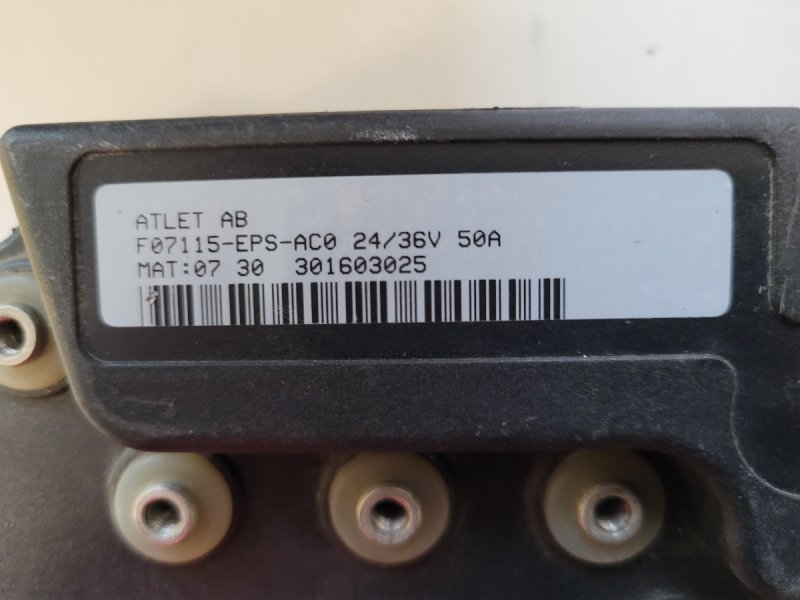 ATLET AB
F07115-EPS-AC0 24/36V 50A
MAT:07 30 301603025